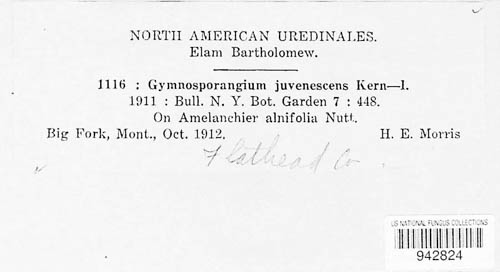 NORTH AMERICAN UREDINALES.
Elam Bartholomew.
1116 : Gymnosporangium juvenescens Kern—I.
1911 : Bull. N. Y. Bot. Garden 7 : 448.
On Amelanchier alnifolia Nutt.
Big Fork, Mont., Oct. 1912. H. E. Morris
Flathead Co.
US NATIONAL FUNGUS COLLECTIONS
942824